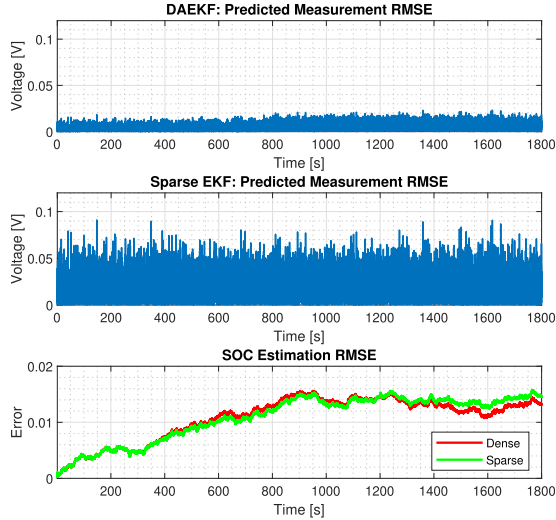 DAEKF: Predicted Measurement RMSE
0.1
0.05
0
Voltage [V]
0 200 400 600 800 1000 1200 1400 1600 1800
Time [s]
Sparse EKF: Predicted Measurement RMSE
0.1
0.05
0
Voltage [V]
0 200 400 600 800 1000 1200 1400 1600 1800
Time [s]
SOC Estimation RMSE
0.02
0.01
0
Error
Dense
Sparse
0 200 400 600 800 1000 1200 1400 1600 1800
Time [s]